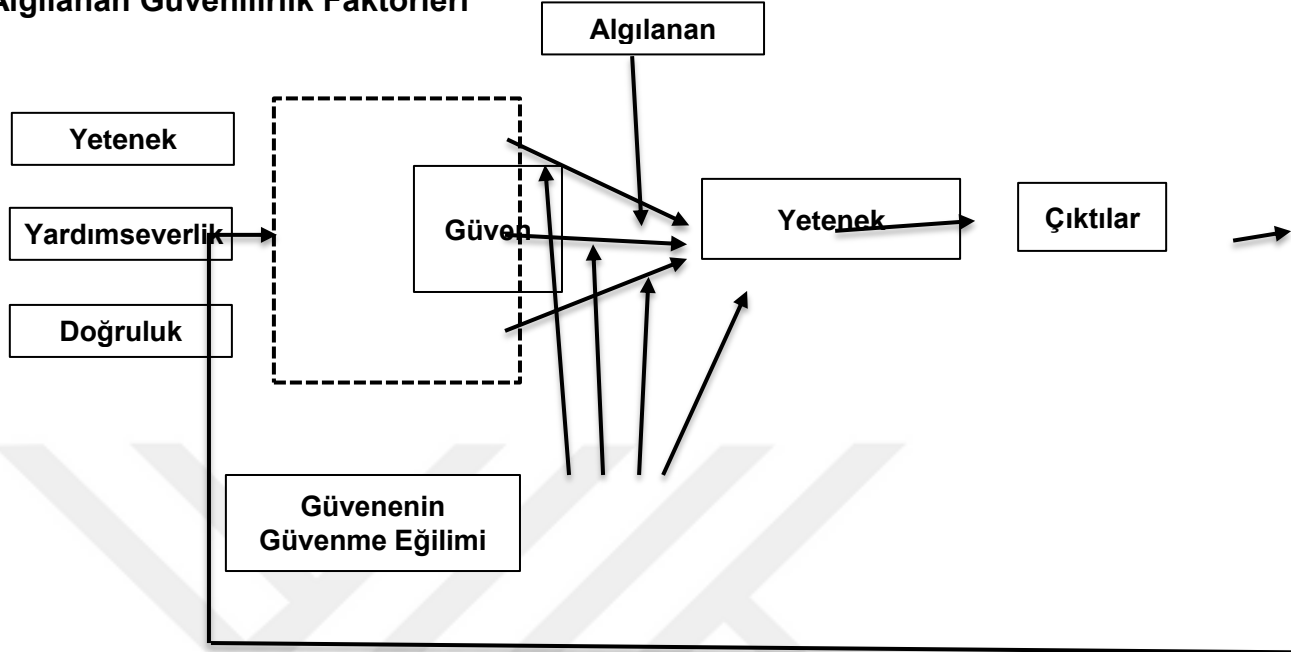 Algılanan Güvenilirlik Faktörleri
Algılanan
Yetenek
Yardımseverlik
Güven
Yetenek
Çıktılar
Doğruluk
Güvenenin
Güvenme Eğilimi